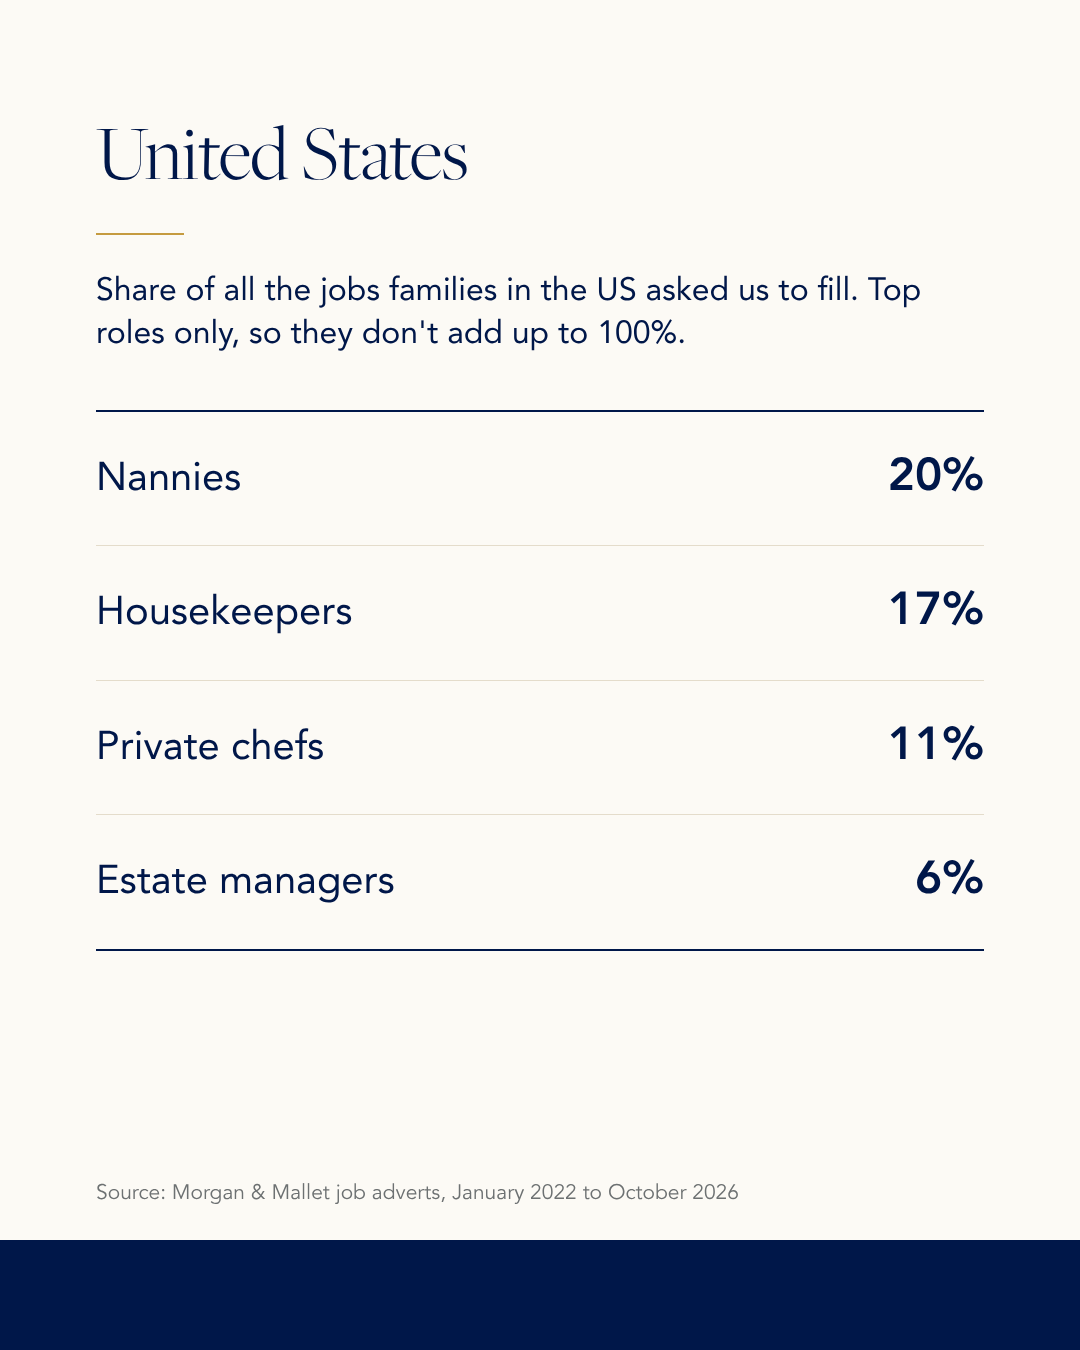 United States
Share of all the jobs families in the US asked us to fill. Top
roles only, so they don't add up to 100%.
Nannies 20%
Housekeepers 17%
Private chefs 11%
Estate managers 6%
Source: Morgan & Mallet job adverts, January 2022 to October 2026